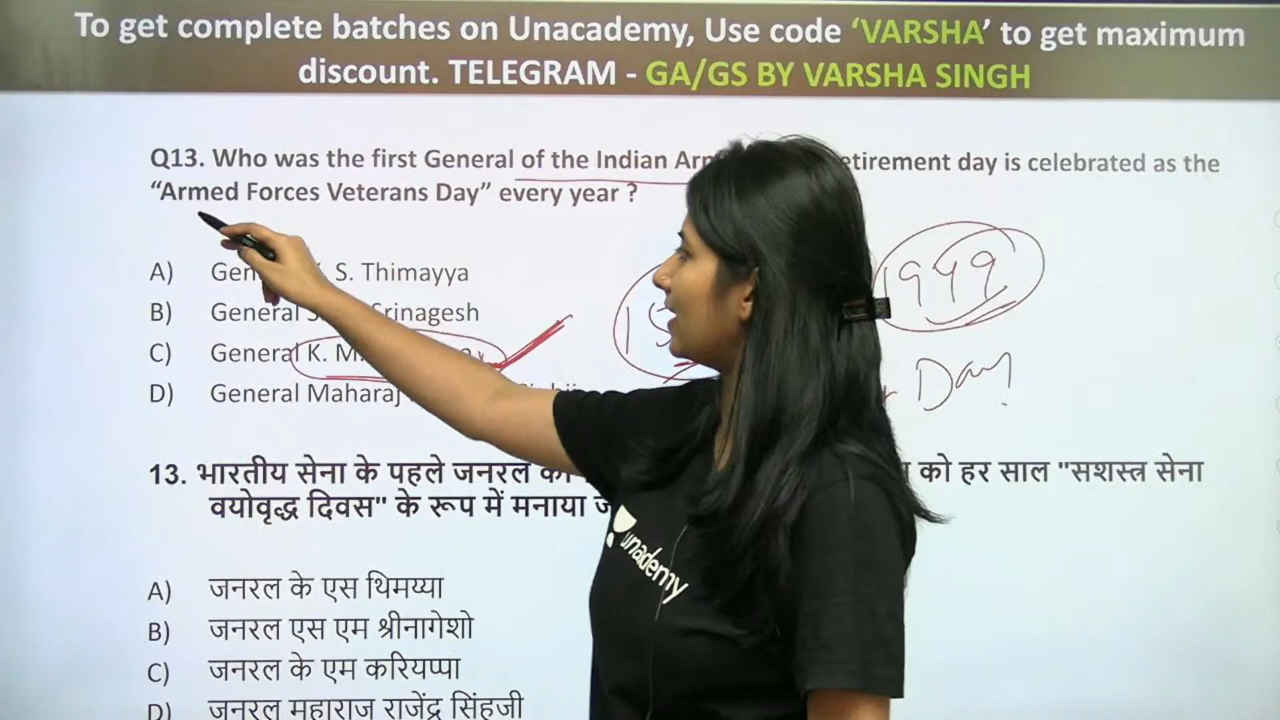 To get complete batches on Unacademy, Use code ‘VARSHA’ to get maximum
discount. TELEGRAM - GA/GS BY VARSHA SINGH
Q13. Who was the first General of the Indian etirement day is celebrated as the
“Armed Forces Veterans Day” every year ?
A) S. Thimayya
B) General rinagesh
1949
C) General K. M.
Day
D) General Maharaj
13. भारतीय सेना के पहले जनरल को हर साल "सशस्त्र सेना
वयोवृद्ध दिवस" के रूप में मनाया
unademy
A) जनरल के एस थिमय्या
B) जनरल एस एम श्रीनागेशो
C) जनरल के एम करियप्पा
D) जनरल महाराज राजेंद्र सिंहजी